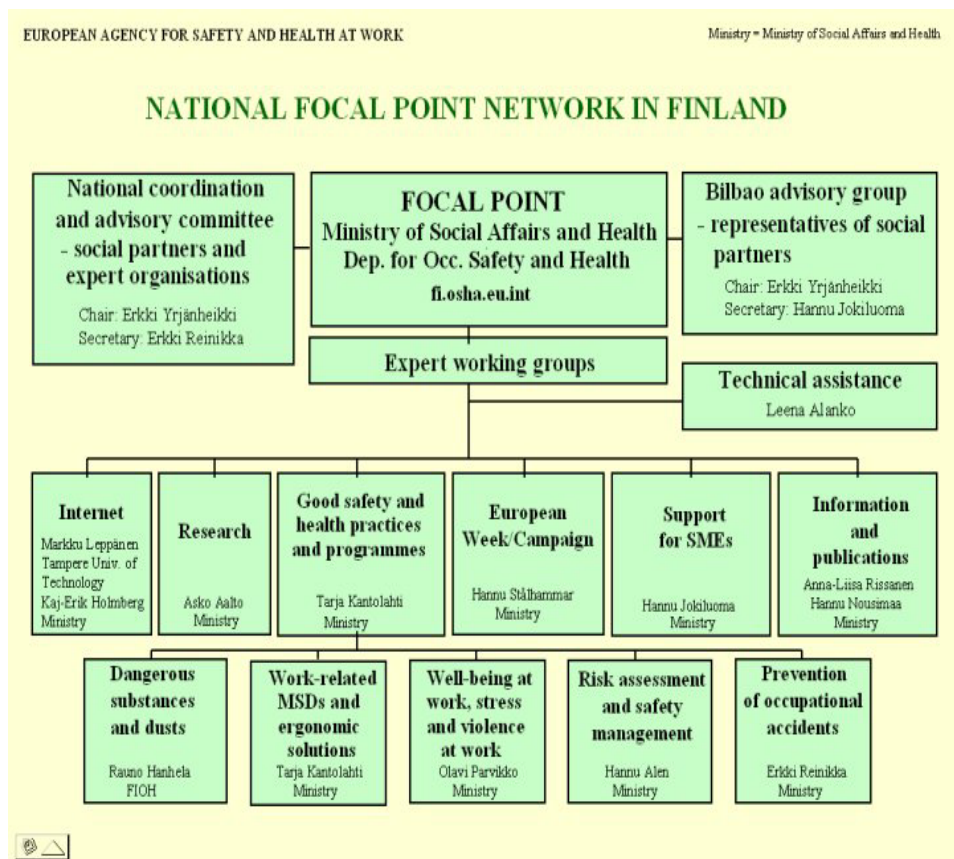 EUROPEAN AGENCY FOR SAFETY AND HEALTH AT WORK
Ministry = Ministry of Social Affairs and Health
NATIONAL FOCAL POINT NETWORK IN FINLAND
National coordination
and advisory committee
- social partners and
expert organisations
Chair: Erkki Yrjänheikki
Secretary: Erkki Reinikka
FOCAL POINT
Ministry of Social Affairs and Health
Dep. for Occ. Safety and Health
fi.osha.eu.int
Bilbao advisory group
- representatives of social
partners
Chair: Erkki Yrjänheikki
Secretary: Hannu Jokiluoma
Expert working groups
Technical assistance
Leena Alanko
Internet
Markku Leppänen
Tampere Univ. of
Technology
Kaj-Erik Holmberg
Ministry
Research
Asko Aalto
Ministry
Good safety and
health practices
and programmes
Tarja Kantolahti
Ministry
European
Week/Campaign
Hannu Stålhammar
Ministry
Support
for SMEs
Hannu Jokiluoma
Ministry
Information
and
publications
Anna-Liisa Rissanen
Hannu Nousimaa
Ministry
Dangerous
substances
and dusts
Rauno Hanhela
FIOH
Work-related
MSDs and
ergonomic
solutions
Tarja Kantolahti
Ministry
Well-being at
work, stress
and violence
at work
Olavi Parvikko
Ministry
Risk assessment
and safety
management
Hannu Alen
Ministry
Prevention
of occupational
accidents
Erkki Reinikka
Ministry